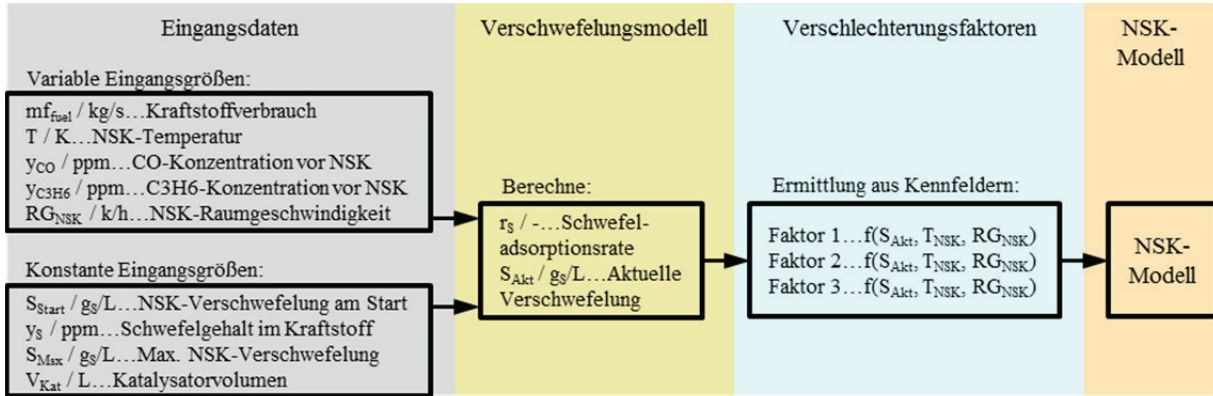 Eingangsdaten
Variable Eingangsgrößen:
mf_fuel / kg/s…Kraftstoffverbrauch
T / K…NSK-Temperatur
y_CO / ppm…CO-Konzentration vor NSK
y_C3H6 / ppm…C3H6-Konzentration vor NSK
RG_NSK / k/h…NSK-Raumgeschwindigkeit
Konstante Eingangsgrößen:
S_Start / g_S/L…NSK-Verschwefelung am Start
y_S / ppm…Schwefelgehalt im Kraftstoff
S_Msx / g_S/L…Max. NSK-Verschwefelung
V_Kat / L…Katalysatorvolumen
Verschwefelungsmodell
Berechne:
r_S / -…Schwefel-
adsorptionsrate
S_Akt / g_S/L…Aktuelle
Verschwefelung
Verschlechterungsfaktoren
Ermittlung aus Kennfeldern:
Faktor 1…f(S_Akt, T_NSK, RG_NSK)
Faktor 2…f(S_Akt, T_NSK, RG_NSK)
Faktor 3…f(S_Akt, T_NSK, RG_NSK)
NSK-
Modell
NSK-
Modell